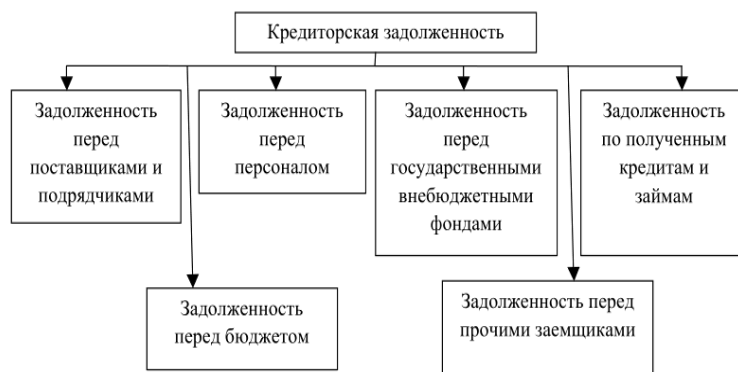 Кредиторская задолженность
Задолженность
перед
поставщиками и
подрядчиками
Задолженность
перед
персоналом
Задолженность
перед
государственными
внебюджетными
фондами
Задолженность
по полученным
кредитам и
займам
Задолженность
перед бюджетом
Задолженность перед
прочими заемщиками